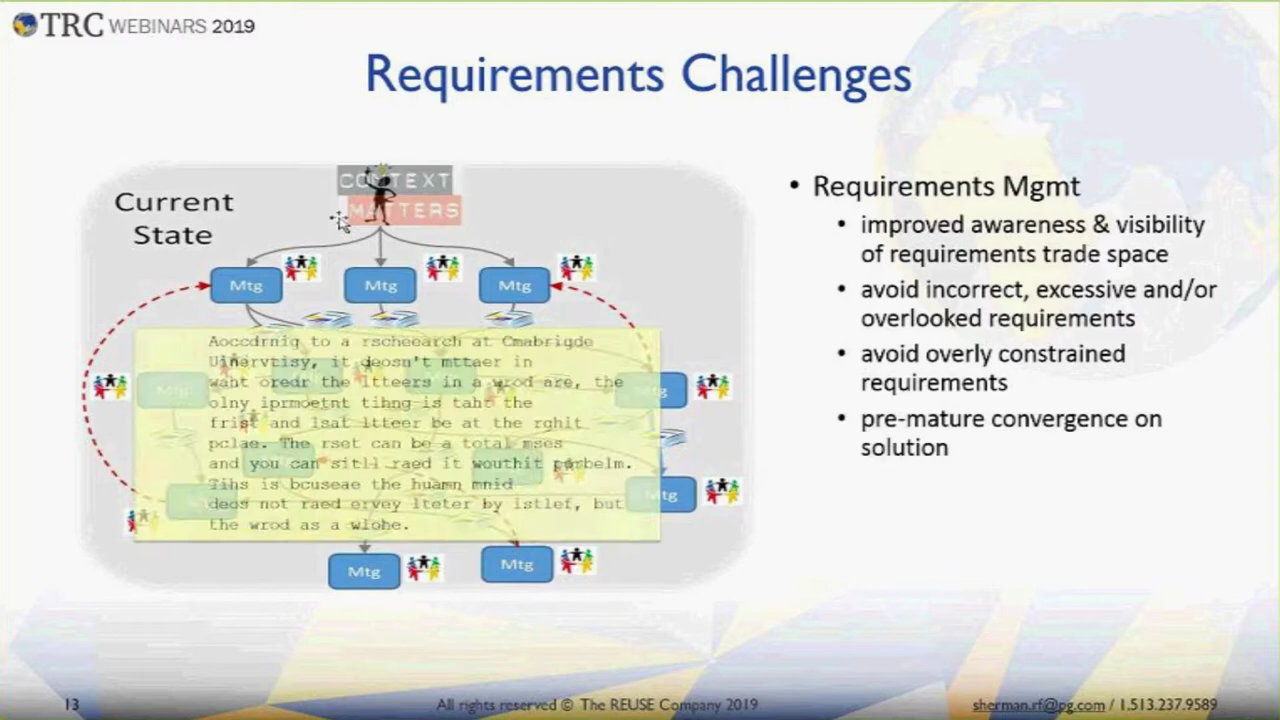 TRC WEBINARS 2019
Requirements Challenges
Current
State
CONTEXT
MATTERS
Mtg
Mtg
Mtg
Aoccdrnig to a rscheearch at Cmabrigde
Uinervtisy, it deosn't mttaer in
waht oredr the ltteers in a wrod are, the
olny iprmoetnt tihng is taht the
frist and lsat ltteer be at the rghit
pclae. The rset can be a total mses
and you can sitll raed it wouthit porbelm.
Tihs is bcuseae the huamn mnid
deos not raed ervey lteter by istlef, but
the wrod as a wlohe.
Mtg
Mtg
Mtg
Mtg
• Requirements Mgmt
• improved awareness & visibility
of requirements trade space
• avoid incorrect, excessive and/or
overlooked requirements
• avoid overly constrained
requirements
• pre-mature convergence on
solution
13
All rights reserved © The REUSE Company 2019
sherman.rf@pg.com / 1.513.237.9589